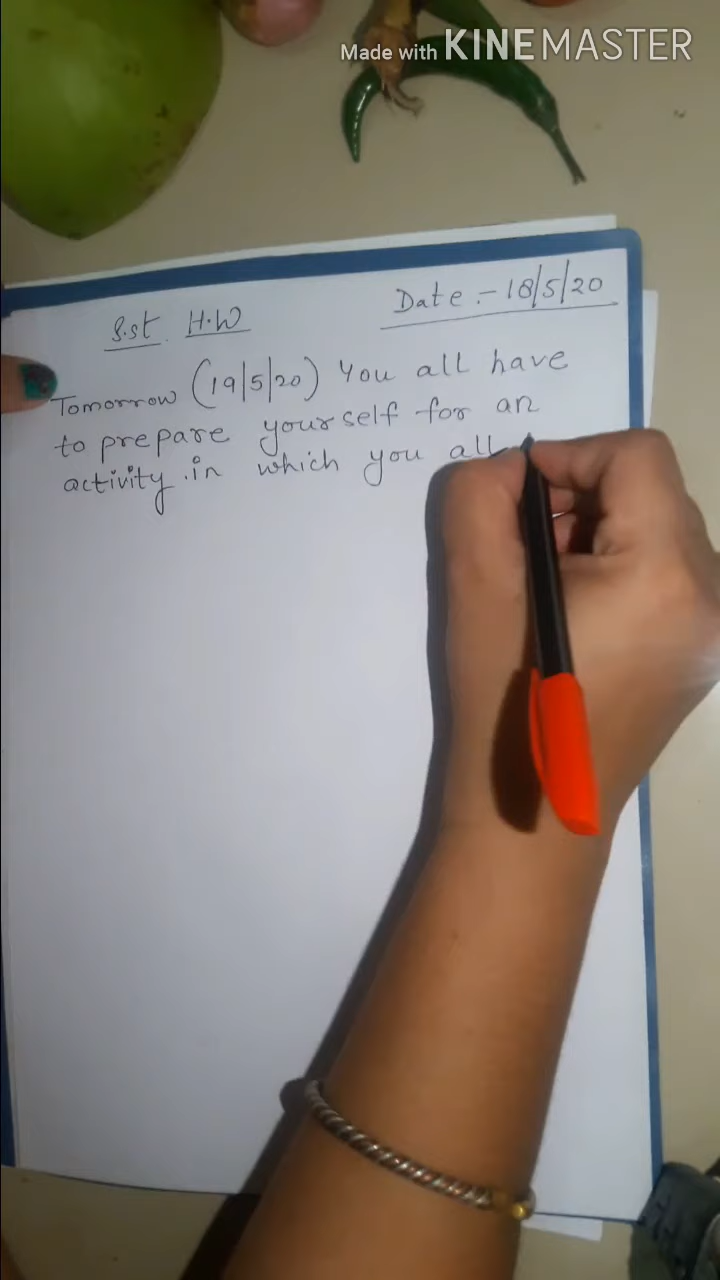 Made with KINEMASTER
S.st H.W
Date :- 18/5/20
Tomorrow (19/5/20) You all have
to prepare yourself for an
activity.in which you all